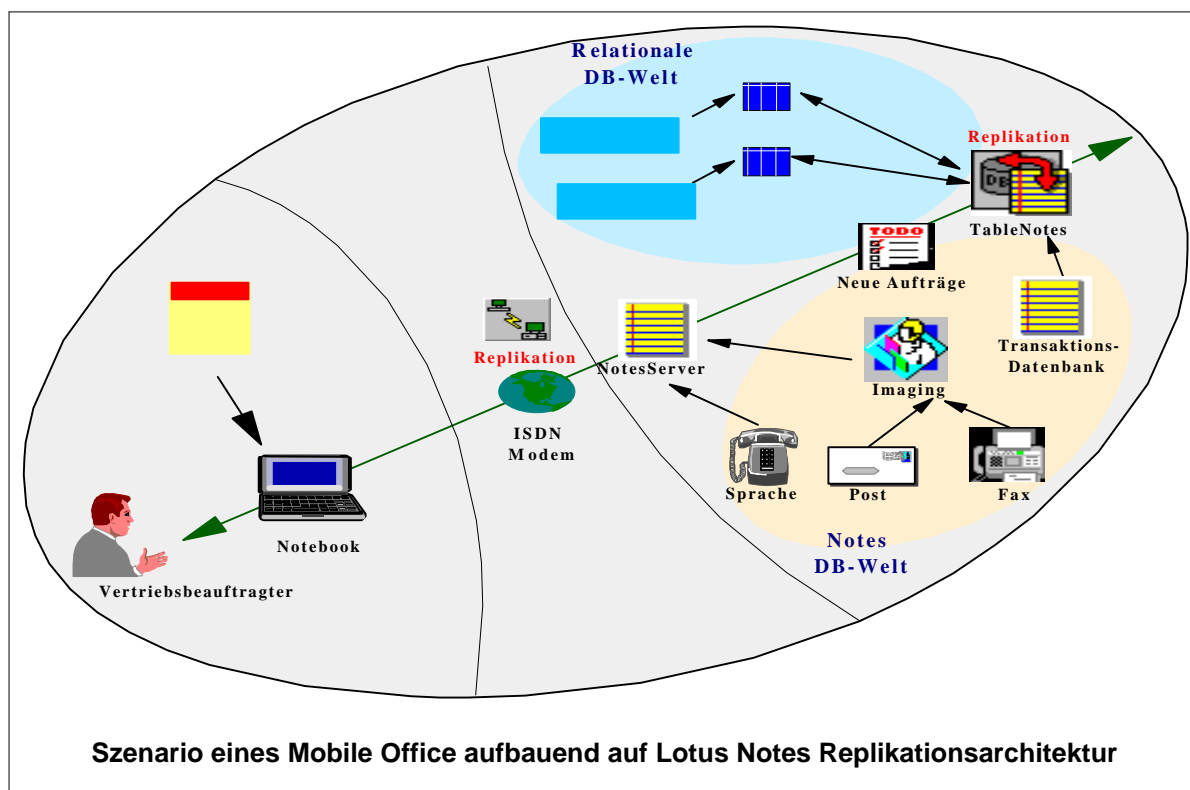 Relationale
DB-Welt
Replikation
DB
TableNotes
TODO
Neue Aufträge
Replikation
NotesServer
Transaktions-
Datenbank
Imaging
ISDN
Modem
Sprache
Post
Fax
Notebook
Notes
DB-Welt
Vertriebsbeauftragter
Szenario eines Mobile Office aufbauend auf Lotus Notes Replikationsarchitektur